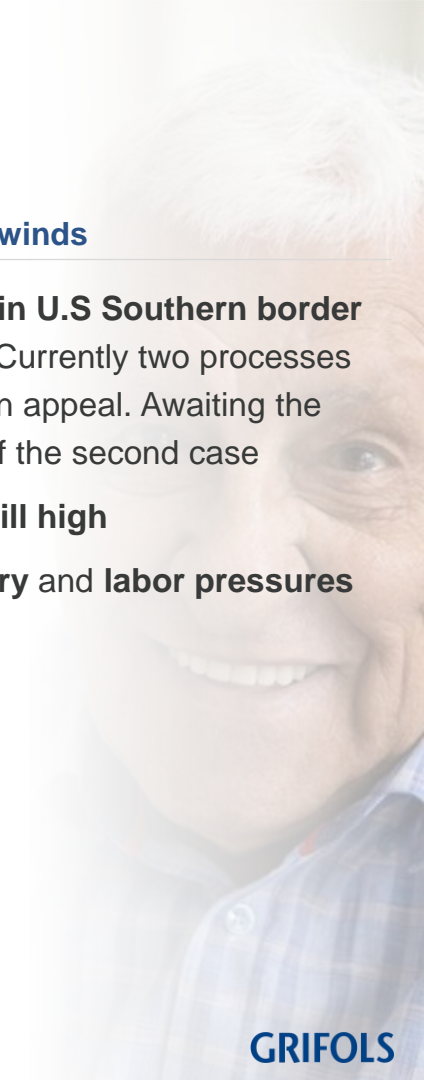 winds
in U.S Southern border
Currently two processes
n appeal. Awaiting the
f the second case
ill high
ry and labor pressures
GRIFOLS